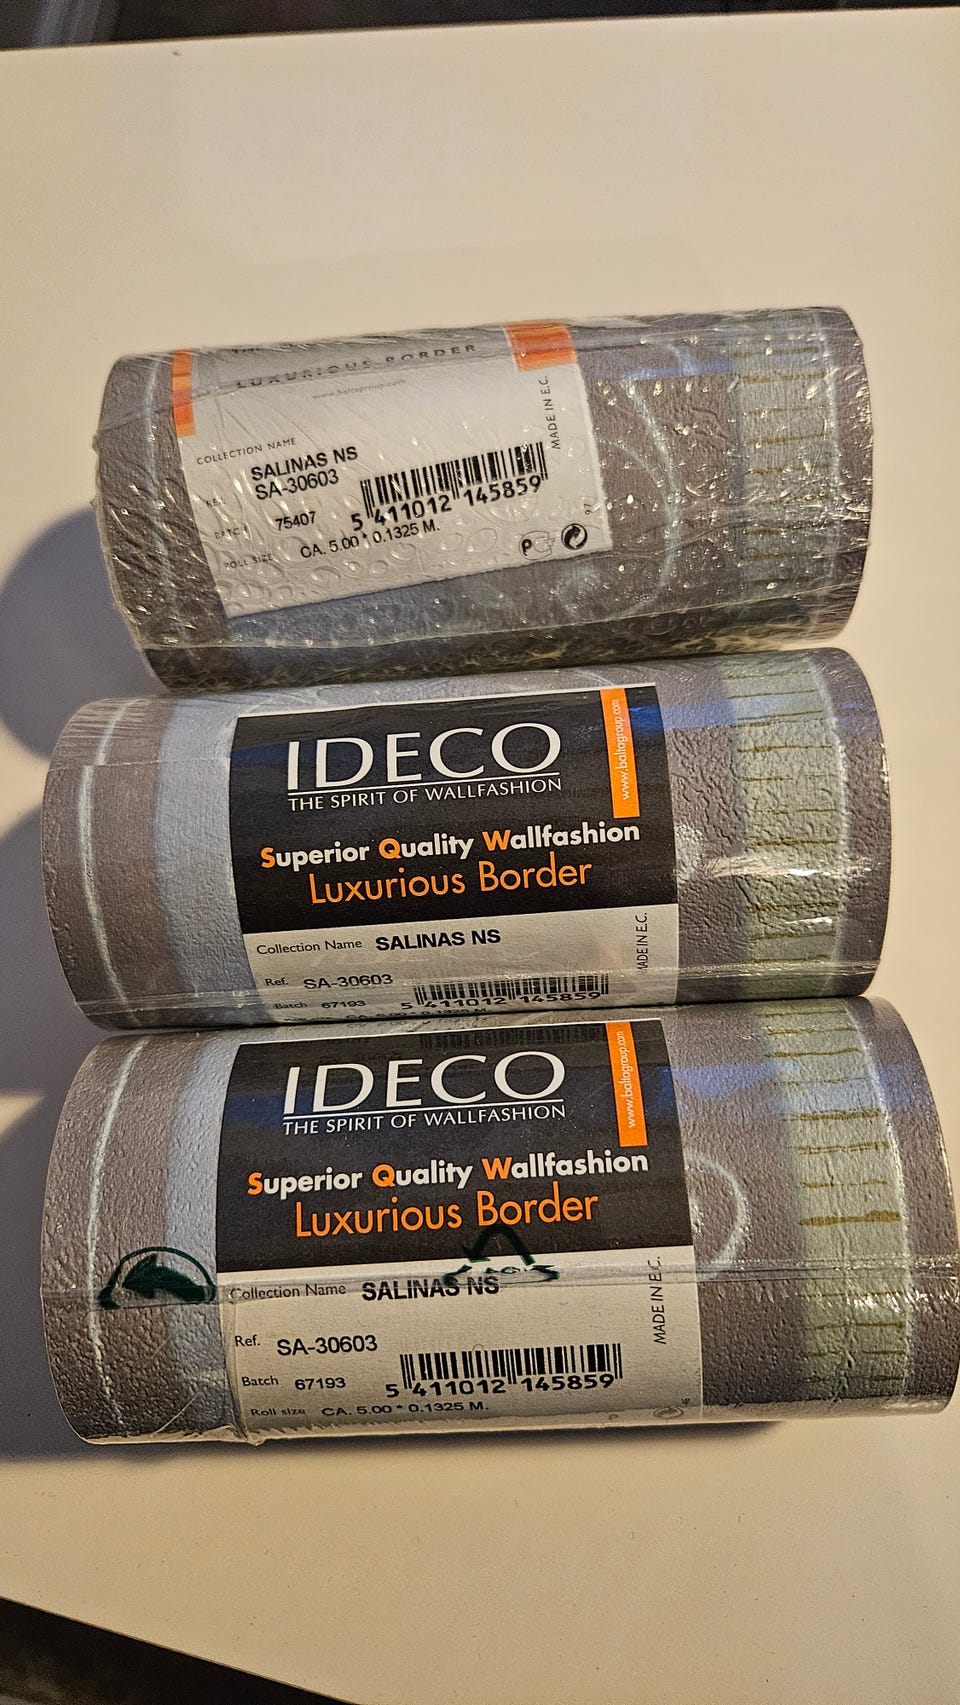 LUXURIOUS BORDER
www.baltagroup.com
COLLECTION NAME
SALINAS NS
REF. SA-30603
BATCH 75407
5 411012 145859
ROLL SIZE CA. 5.00 * 0.1325 M.
MADE IN E.C.
97
IDECO
THE SPIRIT OF WALLFASHION
www.baltagroup.com
Superior Quality Wallfashion
Luxurious Border
Collection Name SALINAS NS
Ref. SA-30603
Batch 67193
5 411012 145859
MADE IN E.C.
IDECO
THE SPIRIT OF WALLFASHION
www.baltagroup.com
Superior Quality Wallfashion
Luxurious Border
Collection Name SALINAS NS
Ref. SA-30603
Batch 67193
5 411012 145859
Roll size CA. 5.00 * 0.1325 M.
MADE IN E.C.